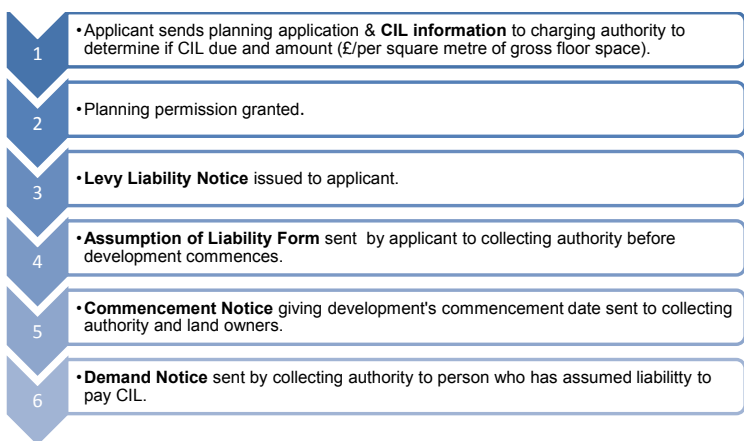 1
•Applicant sends planning application & CIL information to charging authority to
determine if CIL due and amount (£/per square metre of gross floor space).
2
•Planning permission granted.
3
•Levy Liability Notice issued to applicant.
4
•Assumption of Liability Form sent by applicant to collecting authority before
development commences.
5
•Commencement Notice giving development's commencement date sent to collecting
authority and land owners.
6
•Demand Notice sent by collecting authority to person who has assumed liabilitty to
pay CIL.